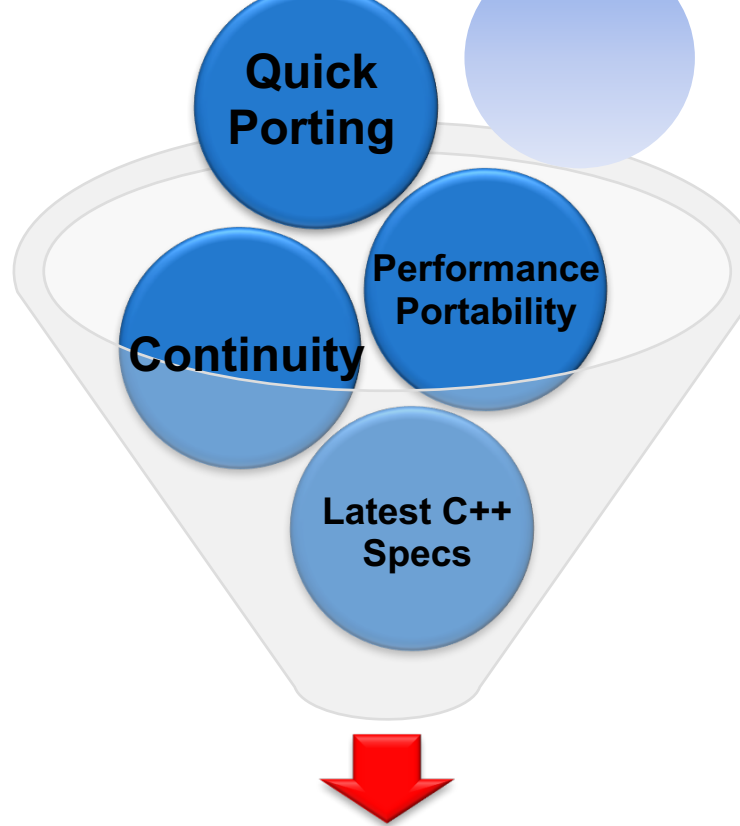 Quick
Porting
Performance
Portability
Continuity
Latest C++
Specs